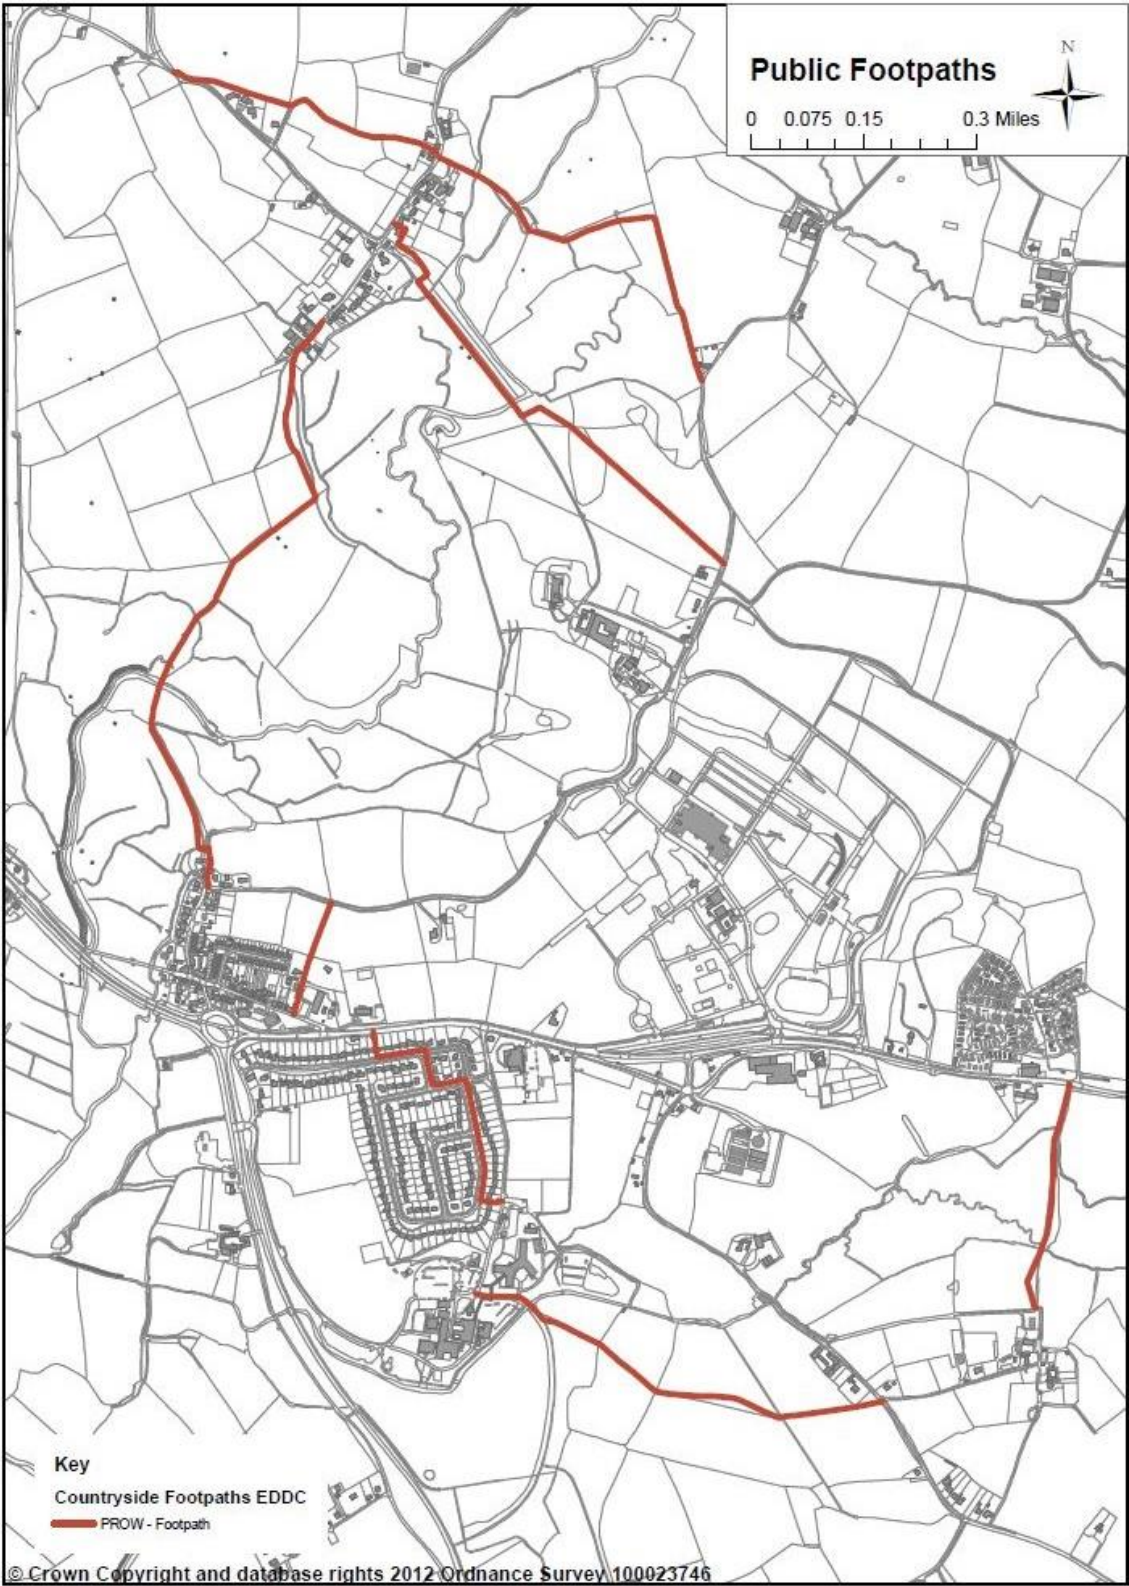 Public Footpaths
N
0 0.075 0.15 0.3 Miles
Key
Countryside Footpaths EDDC
PROW - Footpath
© Crown Copyright and database rights 2012 Ordnance Survey 100023746